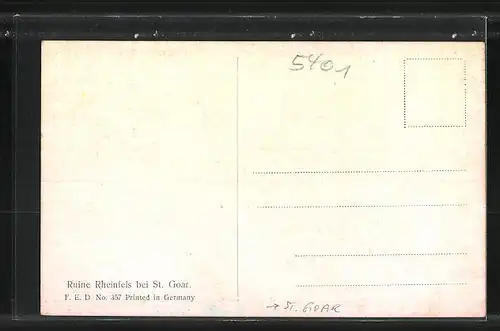 5401
Ruine Rheinfels bei St. Goar.
F. E. D No. 357 Printed in Germany
→ ST. GOAR